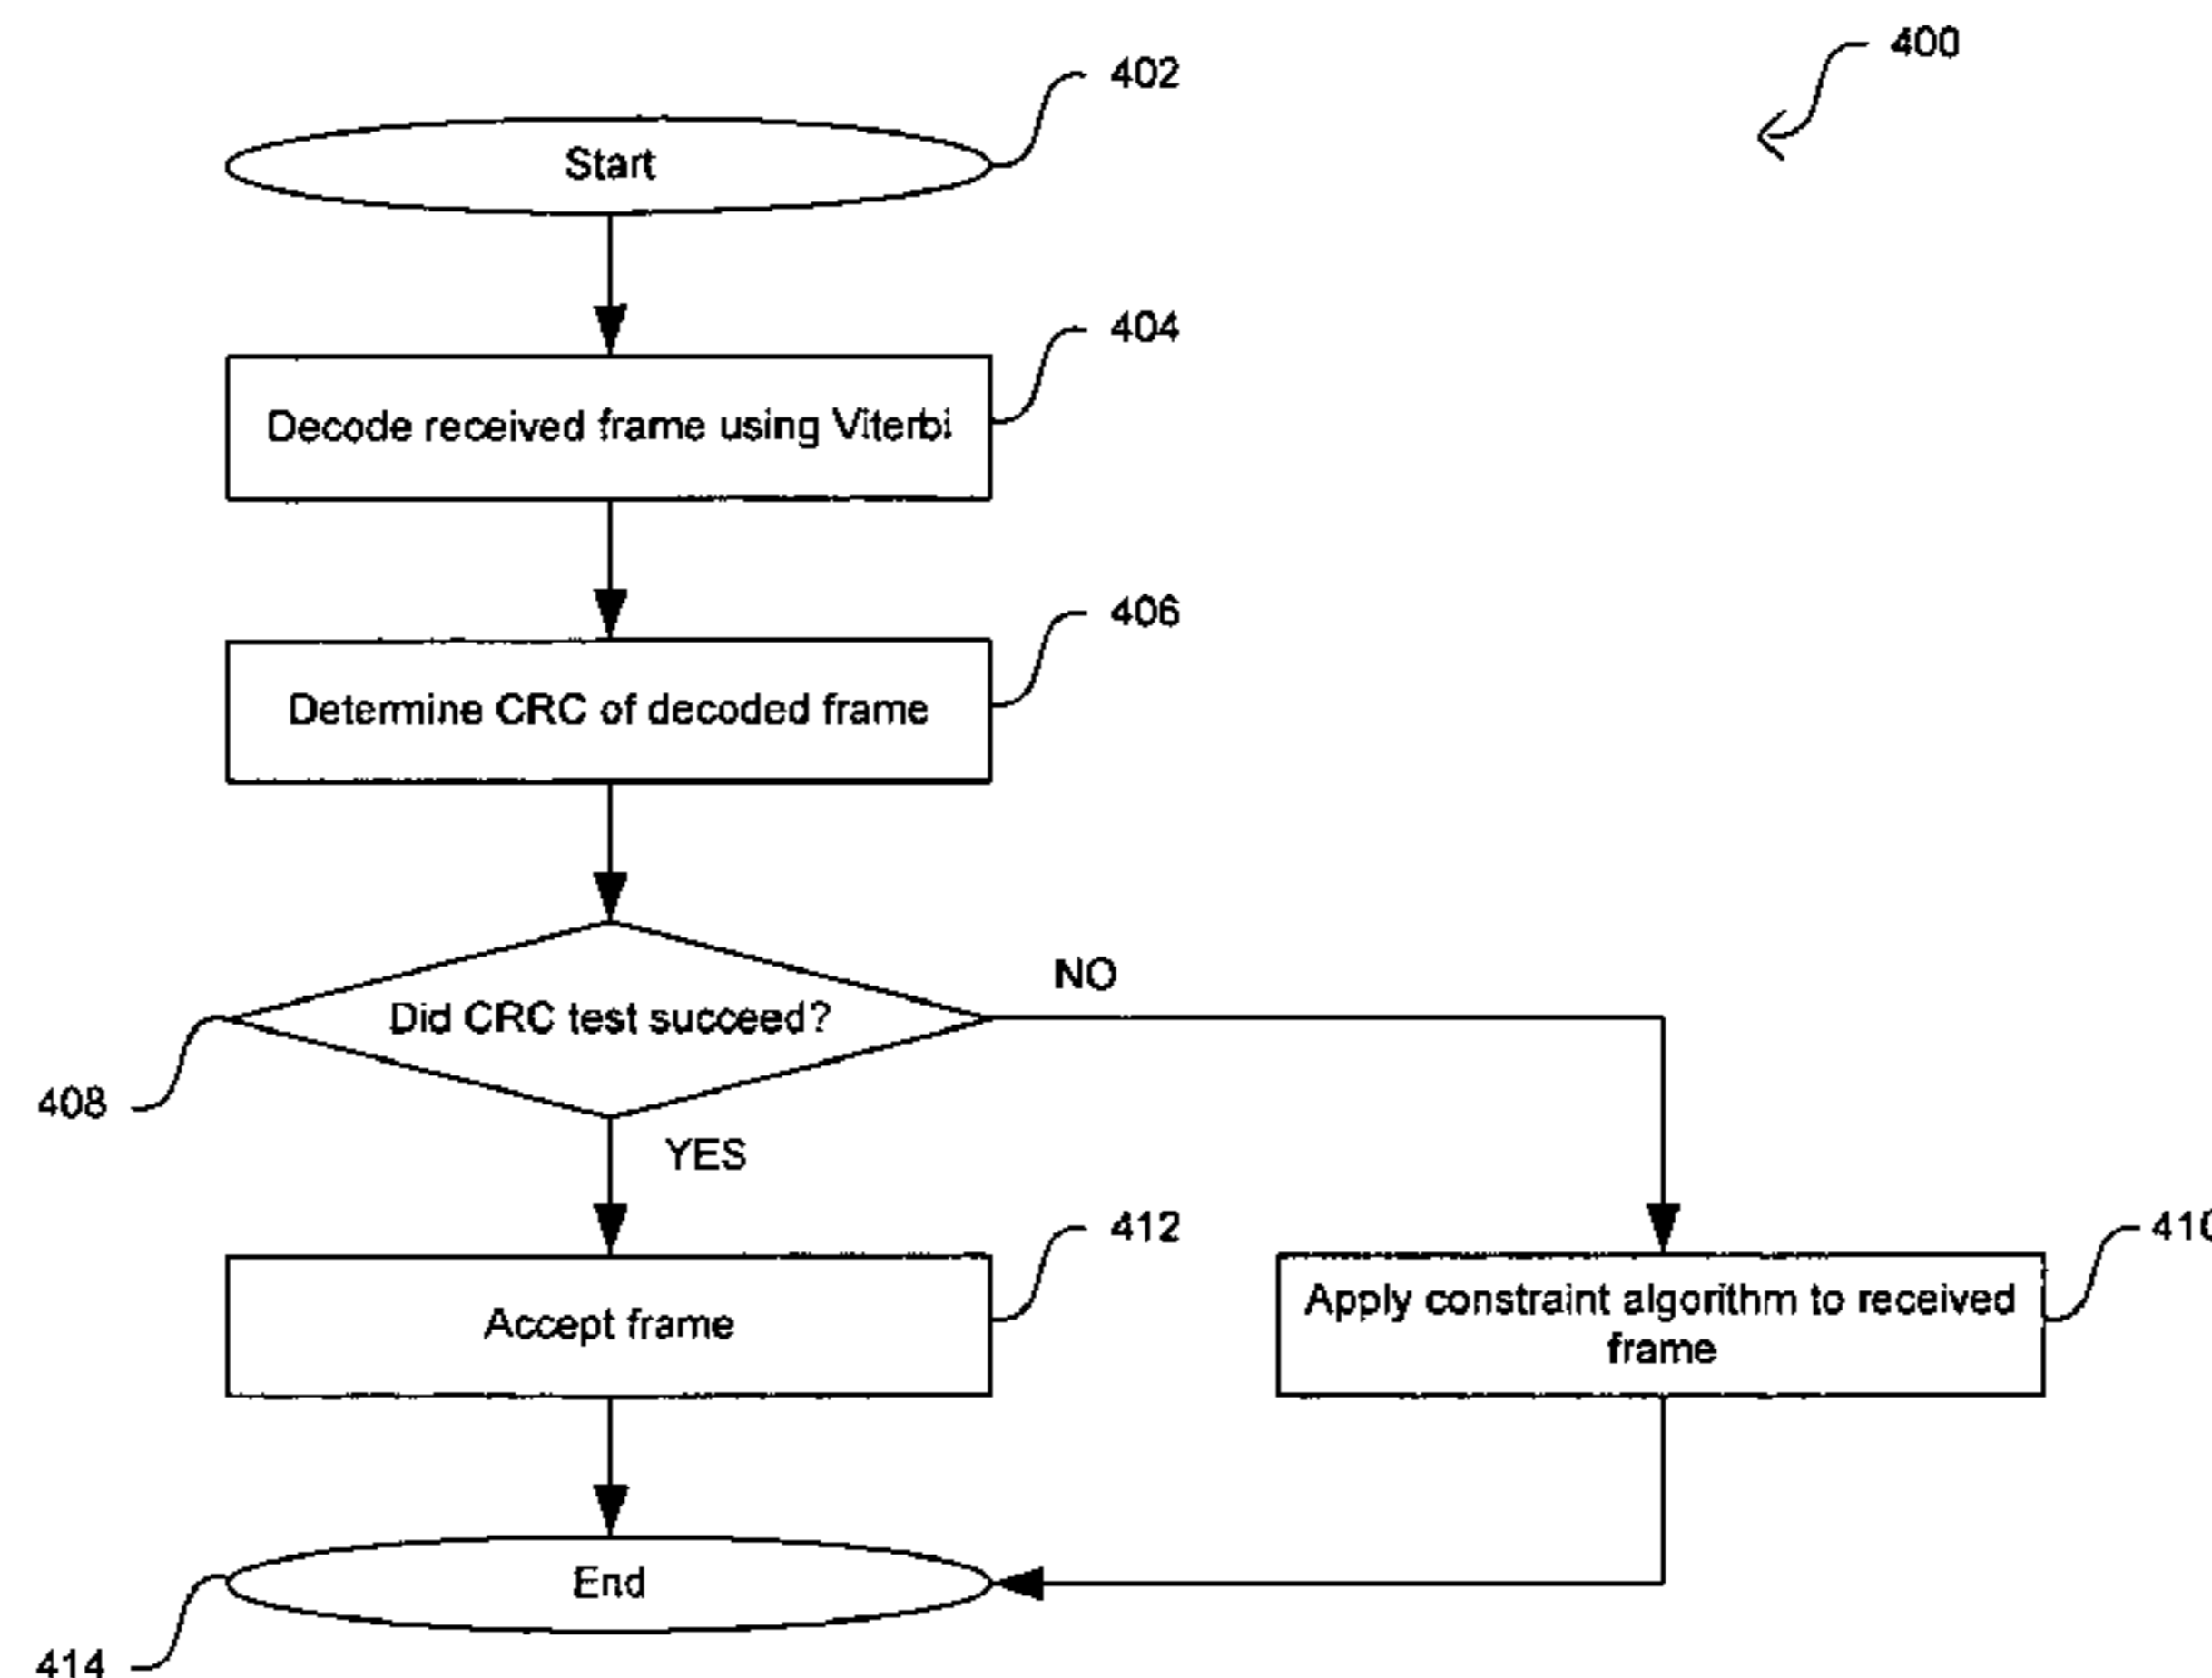 400
402
Start
404
Decode received frame using Viterbi
406
Determine CRC of decoded frame
NO
Did CRC test succeed?
408
YES
412
410
Apply constraint algorithm to received
frame
Accept frame
End
414